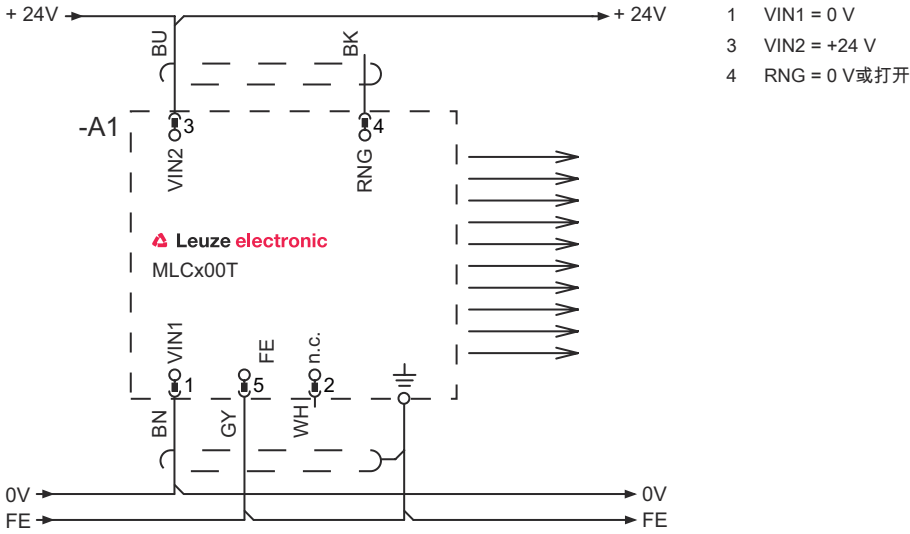 + 24V
+ 24V
1 VIN1 = 0 V
3 VIN2 = +24 V
4 RNG = 0 V或打开
BU
BK
-A1
3
4
VIN2
RNG
Leuze electronic
MLCx00T
VIN1
FE
n.c.
1
5
2
BN
GY
WH
0V
0V
FE
FE